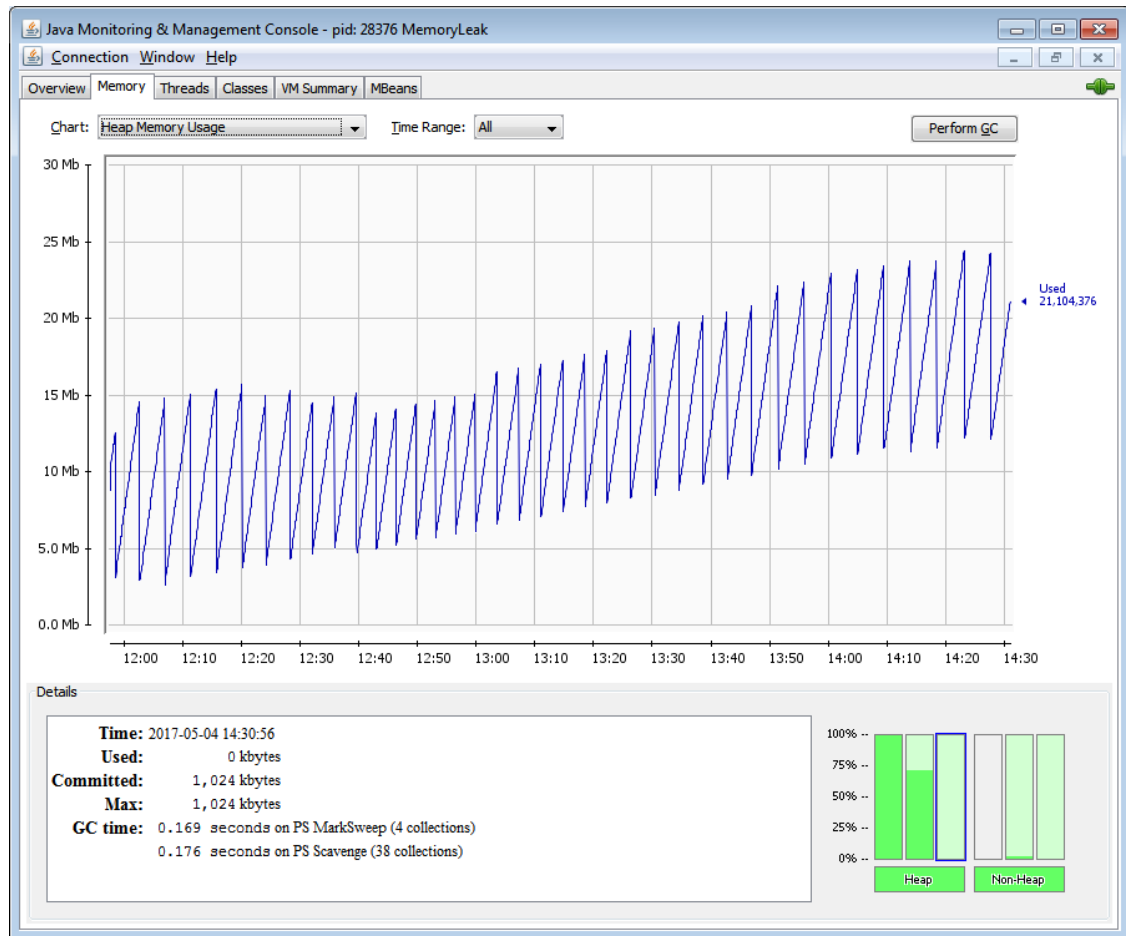 Java Monitoring & Management Console - pid: 28376 MemoryLeak
Connection Window Help
Overview Memory Threads Classes VM Summary MBeans
Chart: Heap Memory Usage Time Range: All Perform GC
30 Mb
25 Mb
20 Mb
15 Mb
10 Mb
5.0 Mb
0.0 Mb
Used
21,104,376
12:00 12:10 12:20 12:30 12:40 12:50 13:00 13:10 13:20 13:30 13:40 13:50 14:00 14:10 14:20 14:30
Details
Time: 2017-05-04 14:30:56
Used: 0 kbytes
Committed: 1,024 kbytes
Max: 1,024 kbytes
GC time: 0.169 seconds on PS MarkSweep (4 collections)
0.176 seconds on PS Scavenge (38 collections)
100% --
75% --
50% --
25% --
0% --
Heap Non-Heap